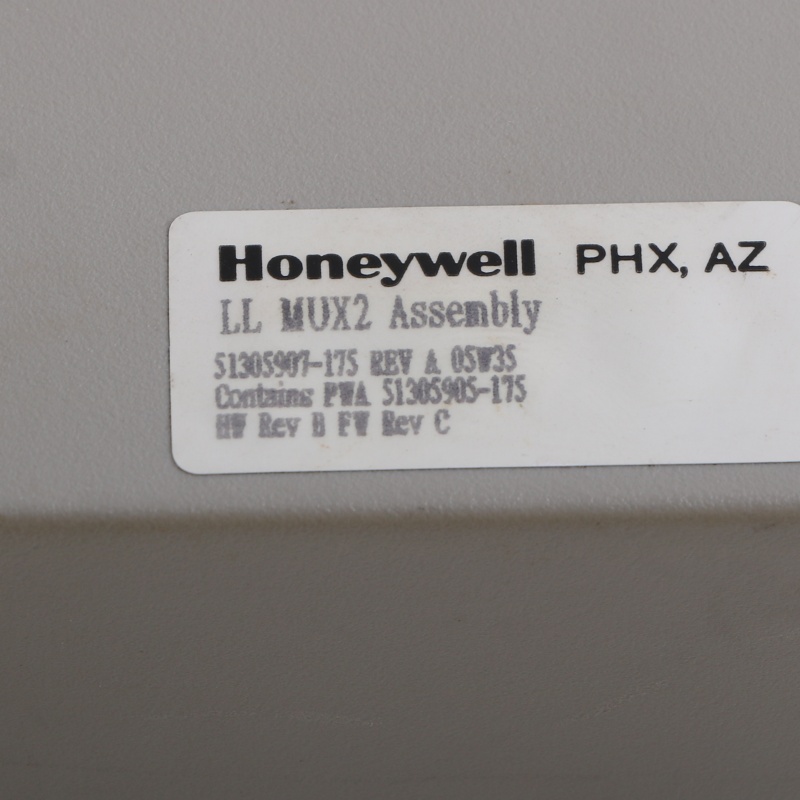 Honeywell PHX, AZ
LL MUX2 Assembly
51305907-175 REV A 05W35
Contains PWA 51305905-175
HW Rev B FW Rev C